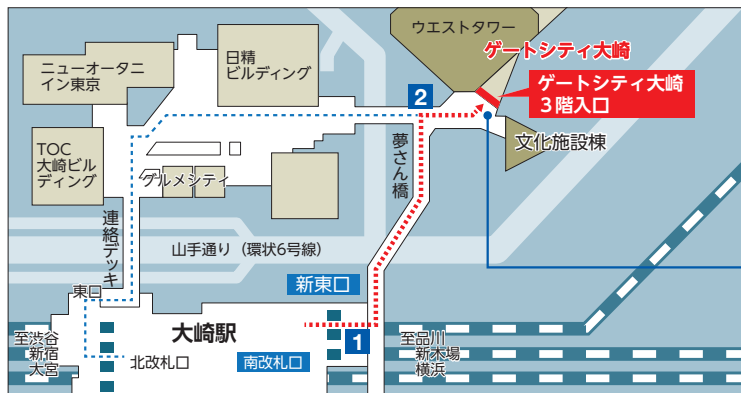 ウエストタワー
ゲートシティ大崎
ニューオータニ
イン東京
日精
ビルディング
ゲートシティ大崎
３階入口
2
TOC
大崎ビル
ディング
グルメシティ
夢さん橋
文化施設棟
連絡デッキ
山手通り（環状6号線）
新東口
東口
大崎駅
1
至渋谷
新宿
大宮
北改札口
南改札口
至品川
新木場
横浜